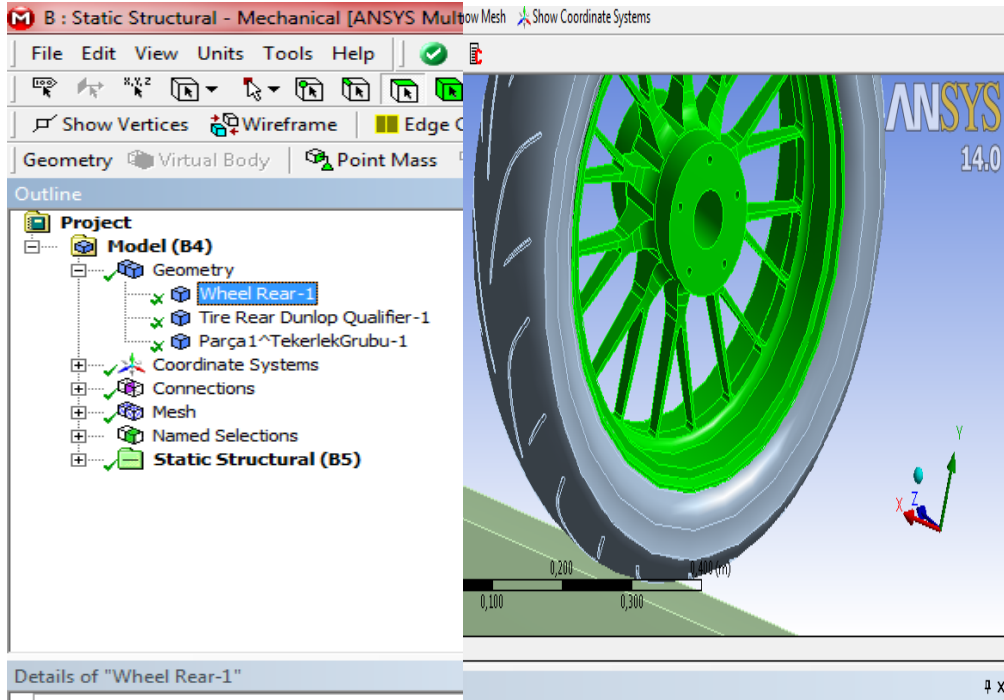 B : Static Structural - Mechanical [ANSYS Mult
ow Mesh Show Coordinate Systems
File Edit View Units Tools Help
Show Vertices Wireframe Edge C
Geometry Virtual Body Point Mass
Outline
Project
Model (B4)
Geometry
Wheel Rear-1
Tire Rear Dunlop Qualifier-1
Parça1^TekerlekGrubu-1
Coordinate Systems
Connections
Mesh
Named Selections
Static Structural (B5)
Details of "Wheel Rear-1"
ANSYS
14.0
Y
X
Z
0,200
0,400 (m)
0,100
0,300